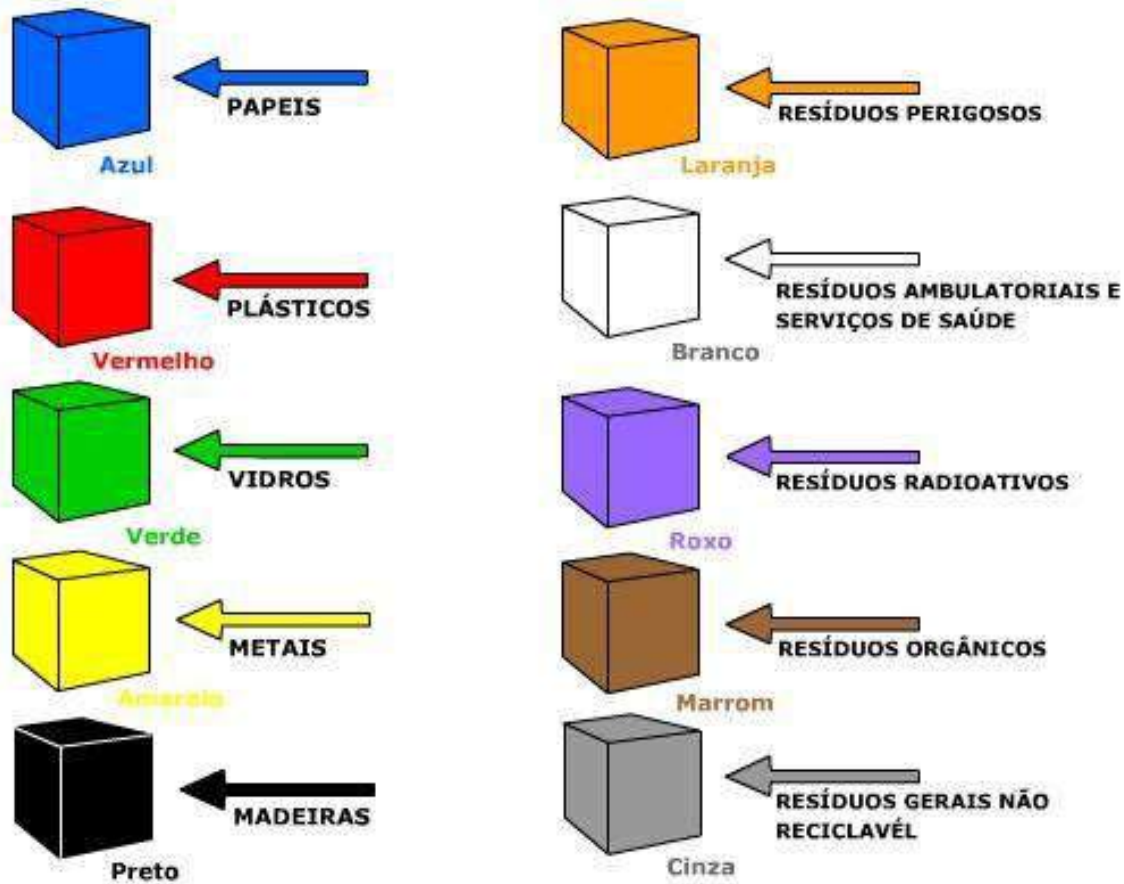 PAPEIS
Azul
PLÁSTICOS
Vermelho
VIDROS
Verde
METAIS
Amarelo
MADEIRAS
Preto
RESÍDUOS PERIGOSOS
Laranja
RESÍDUOS AMBULATORIAIS E
SERVIÇOS DE SAÚDE
Branco
RESÍDUOS RADIOATIVOS
Roxo
RESÍDUOS ORGÂNICOS
Marrom
RESÍDUOS GERAIS NÃO
RECICLAVÉL
Cinza